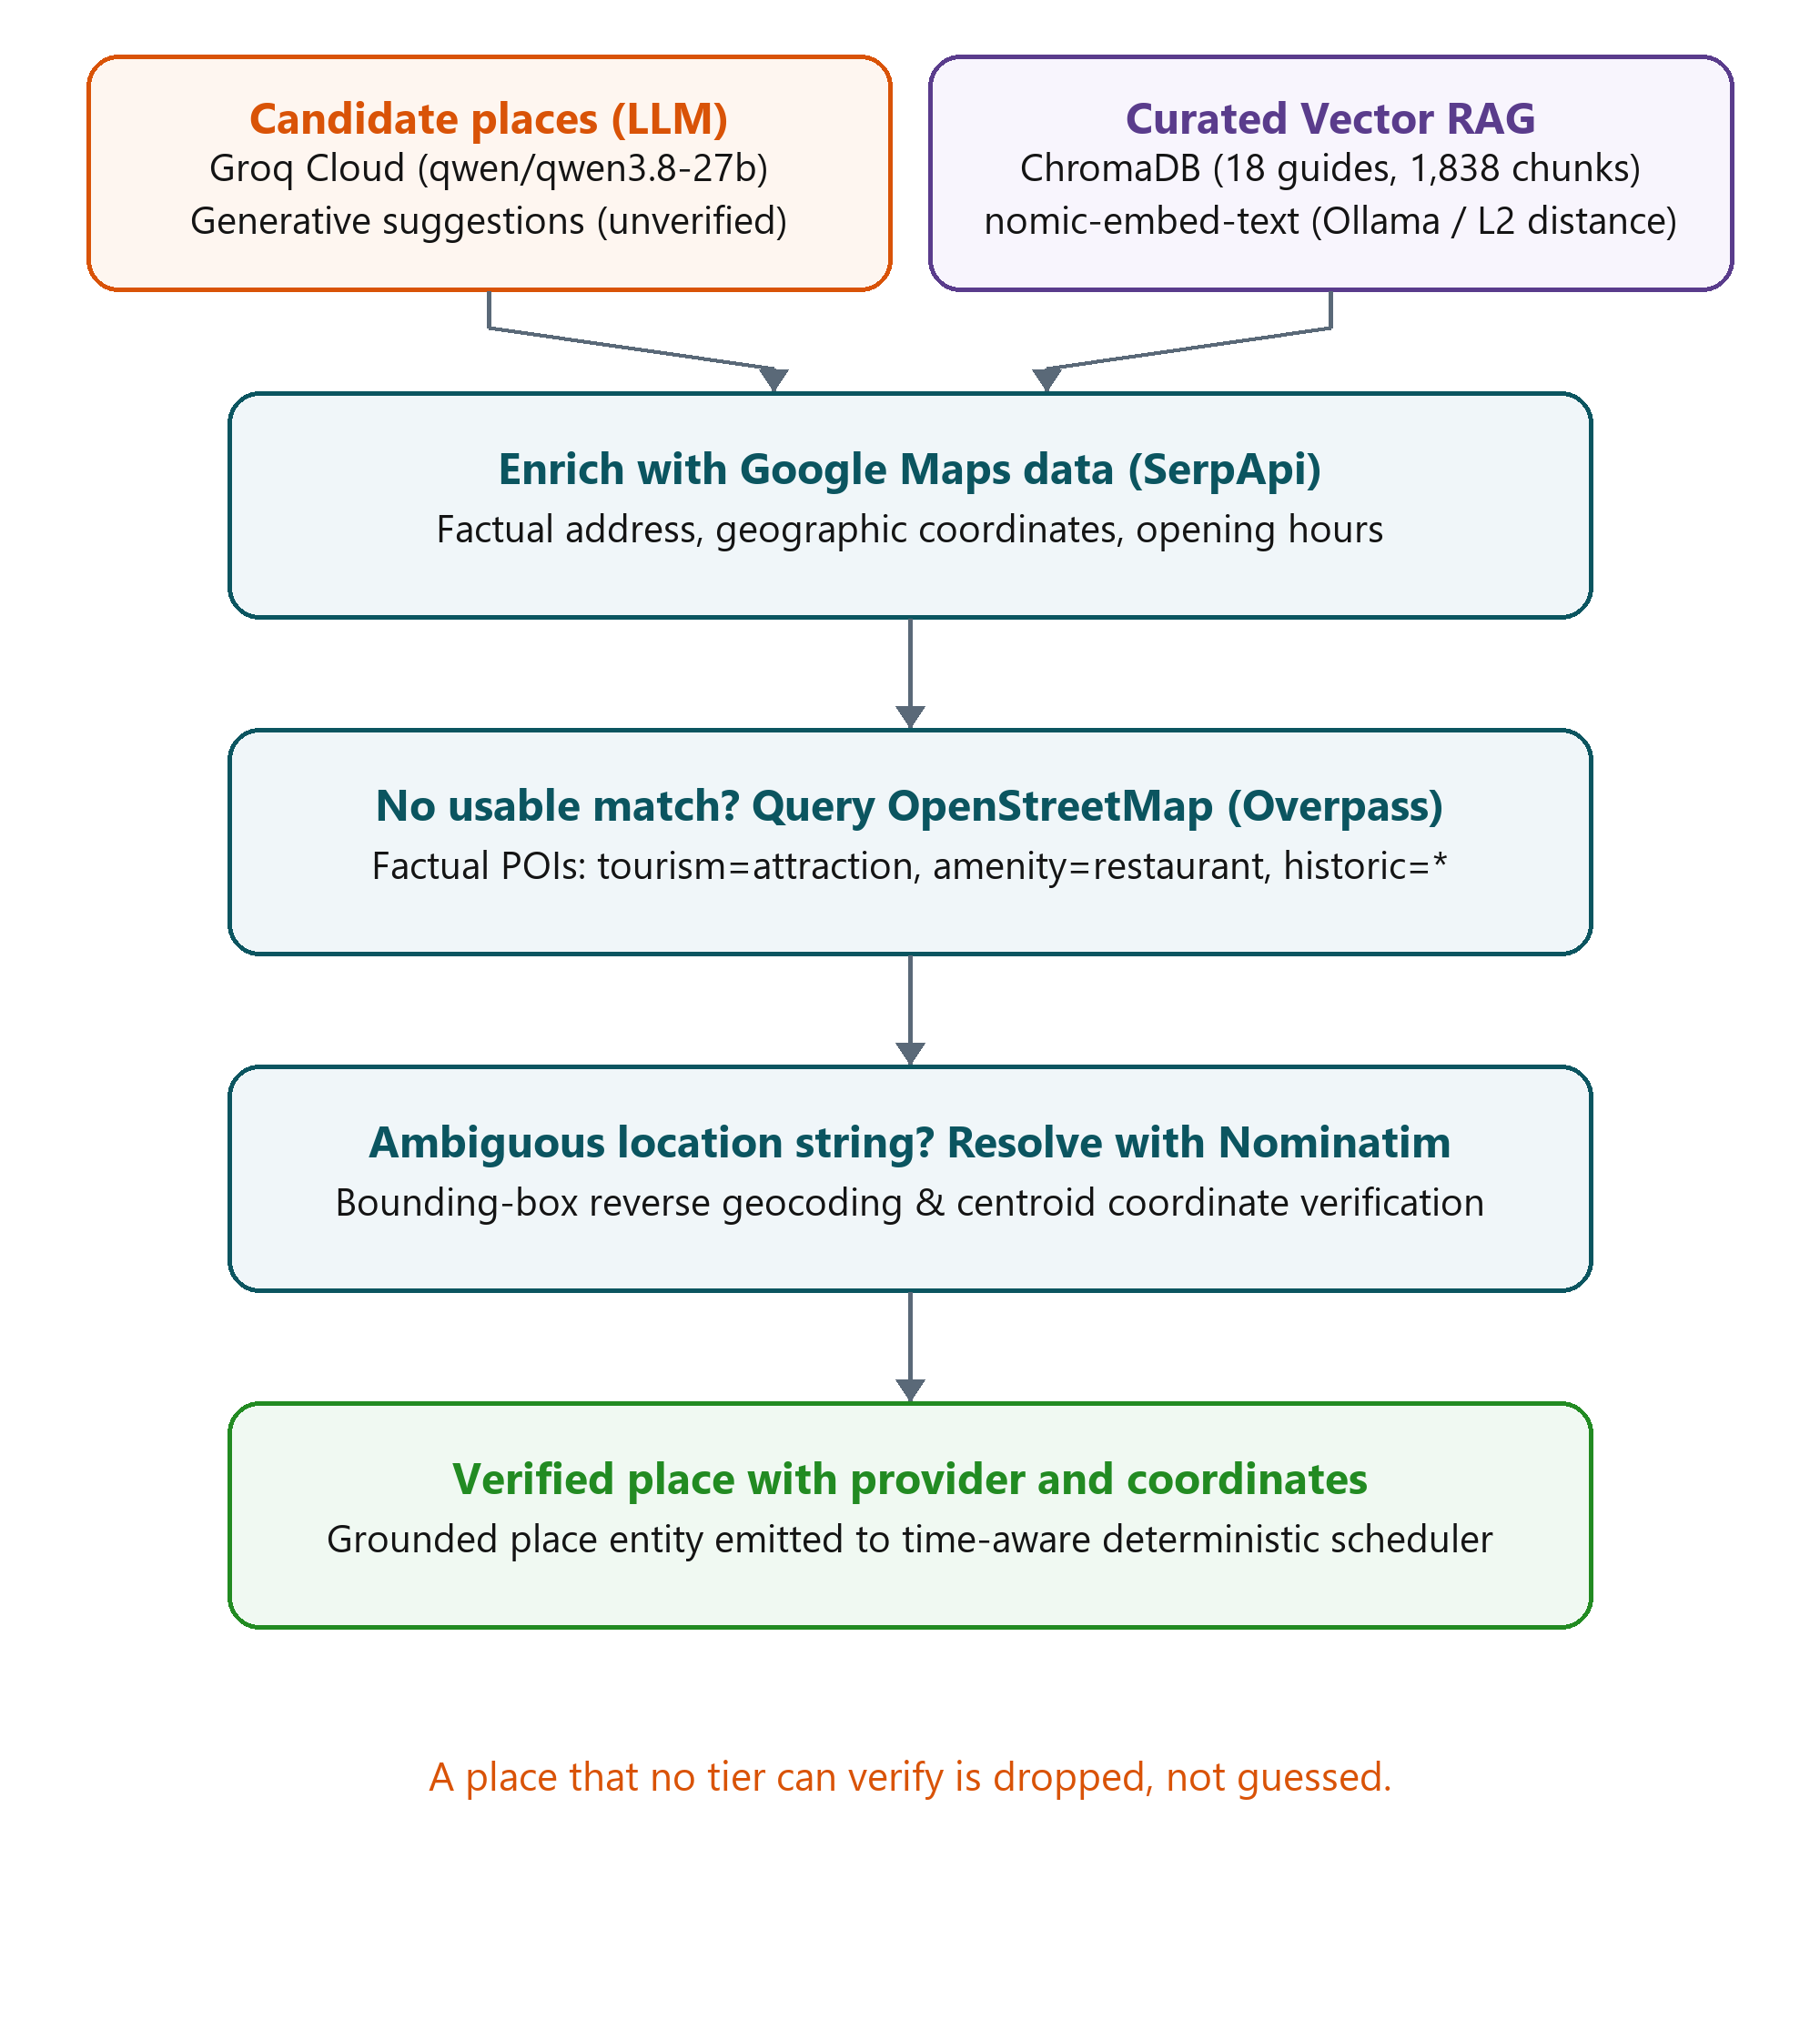 Candidate places (LLM)
Groq Cloud (qwen/qwen3.8-27b)
Generative suggestions (unverified)
Curated Vector RAG
ChromaDB (18 guides, 1,838 chunks)
nomic-embed-text (Ollama / L2 distance)
Enrich with Google Maps data (SerpApi)
Factual address, geographic coordinates, opening hours
No usable match? Query OpenStreetMap (Overpass)
Factual POIs: tourism=attraction, amenity=restaurant, historic=*
Ambiguous location string? Resolve with Nominatim
Bounding-box reverse geocoding & centroid coordinate verification
Verified place with provider and coordinates
Grounded place entity emitted to time-aware deterministic scheduler
A place that no tier can verify is dropped, not guessed.